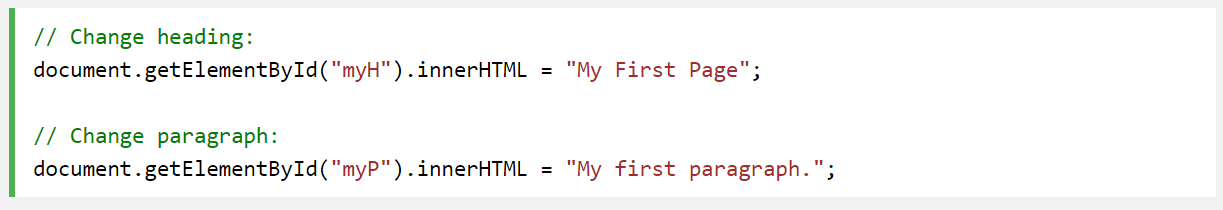 // Change heading:
document.getElementById("myH").innerHTML = "My First Page";
// Change paragraph:
document.getElementById("myP").innerHTML = "My first paragraph.";